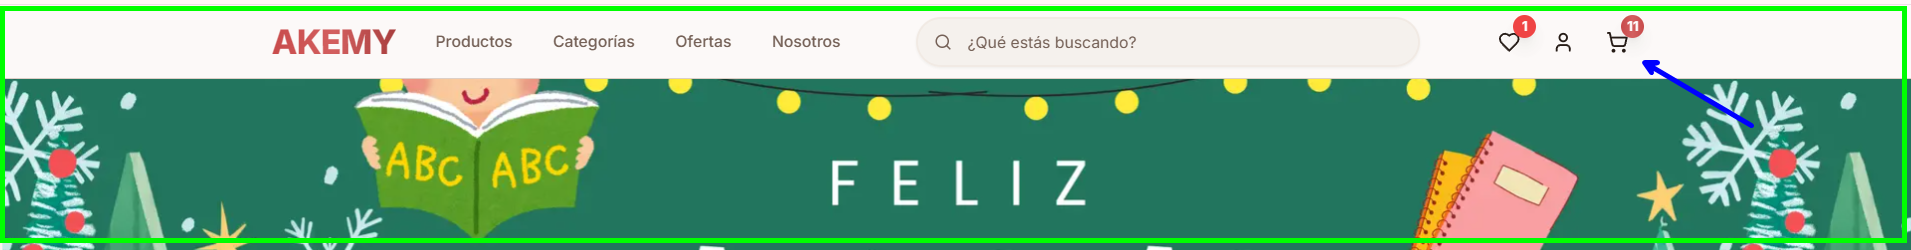 AKEMY Productos Categorías Ofertas Nosotros ¿Qué estás buscando? 1 11
ABC ABC
FELIZ